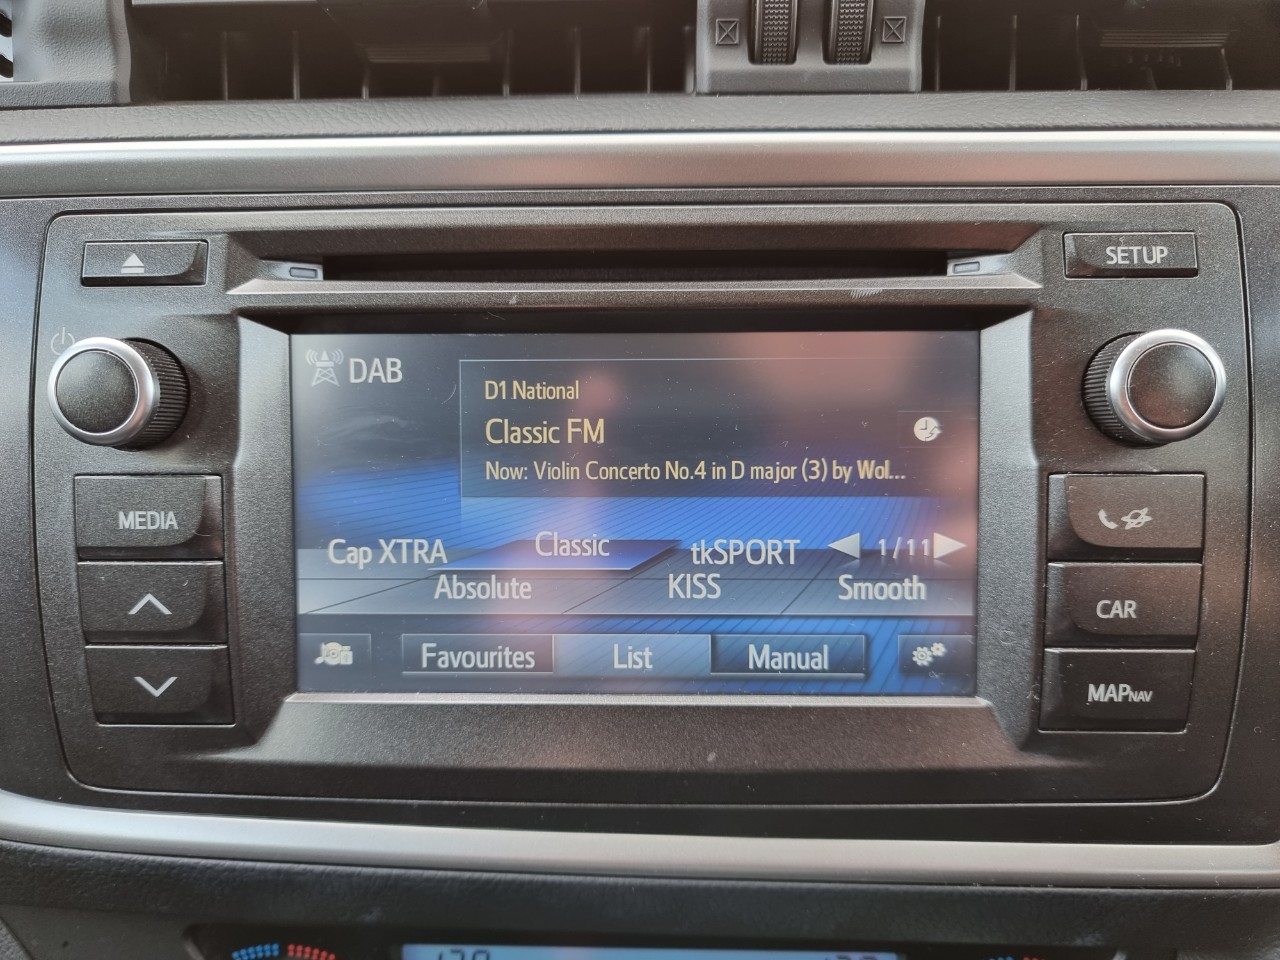 SETUP
DAB
D1 National
Classic FM
Now: Violin Concerto No.4 in D major (3) by Wol...
MEDIA
Cap XTRA Classic tkSPORT 1/11
Absolute KISS Smooth
CAR
Favourites List Manual
MAPNAV